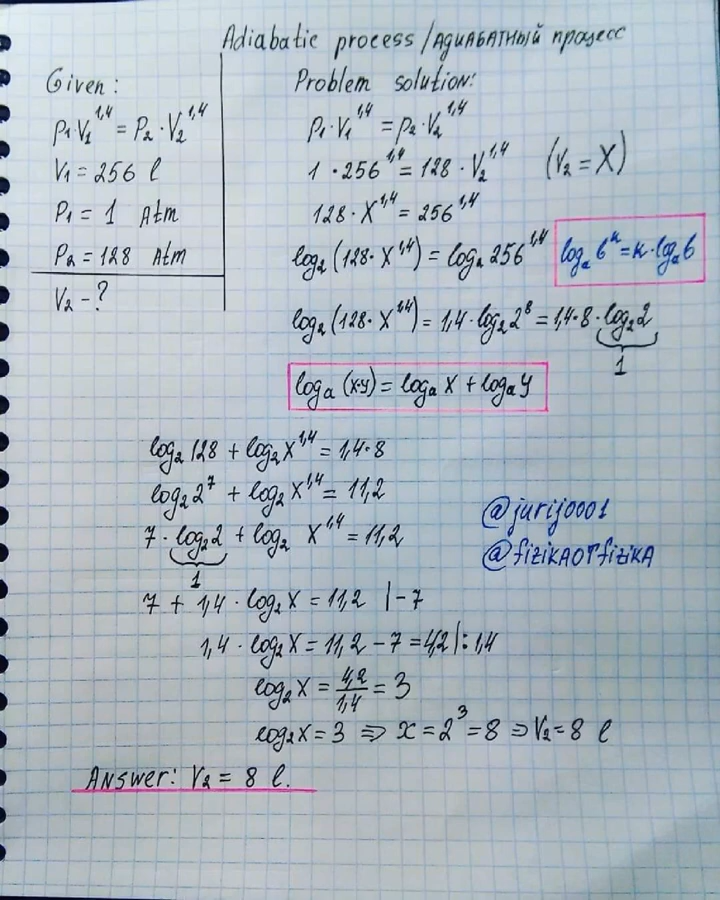 Adiabatic process / Адиабатный процесс
Given:
p₁·V₁^1,4 = P₂·V₂^1,4
V₁ = 256 l
P₁ = 1 Atm
P₂ = 128 Atm
V₂ - ?
Problem solution:
p₁·V₁^1,4 = p₂·V₂^1,4
1 · 256^1,4 = 128 · V₂^1,4 (V₂ = X)
128 · X^1,4 = 256^1,4
log₂(128·X^1,4) = log₂ 256^1,4
logₐ b^k = k·logₐ b
log₂(128·X^1,4) = 1,4·log₂ 2^8 = 1,4·8·log₂ 2
1
logₐ(x·y) = logₐ X + logₐ y
log₂ 128 + log₂ X^1,4 = 1,4·8
log₂ 2^7 + log₂ X^1,4 = 11,2
7 · log₂ 2 + log₂ X^1,4 = 11,2
1
@jurij0001
@fizikaotfizika
7 + 1,4 · log₂ X = 11,2 |-7
1,4 · log₂ X = 11,2 - 7 = 4,2 |: 1,4
log₂ X = 4,2/1,4 = 3
log₂ X = 3 ⇒ x = 2^3 = 8 ⇒ V₂ = 8 l
Answer: V₂ = 8 l.